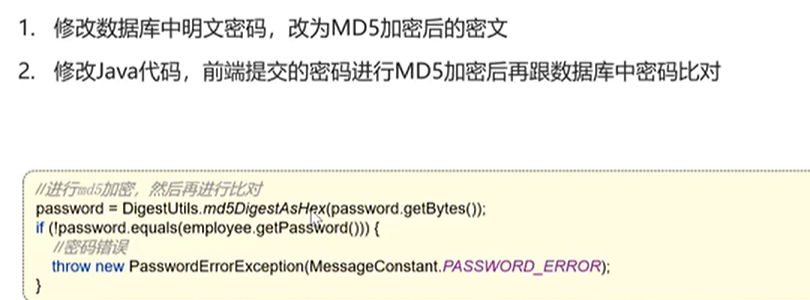 1. 修改数据库中明文密码，改为MD5加密后的密文
2. 修改Java代码，前端提交的密码进行MD5加密后再跟数据库中密码比对
//进行md5加密，然后再进行比对
password = DigestUtils.md5DigestAsHex(password.getBytes());
if (!password.equals(employee.getPassword())) {
//密码错误
throw new PasswordErrorException(MessageConstant.PASSWORD_ERROR);
}